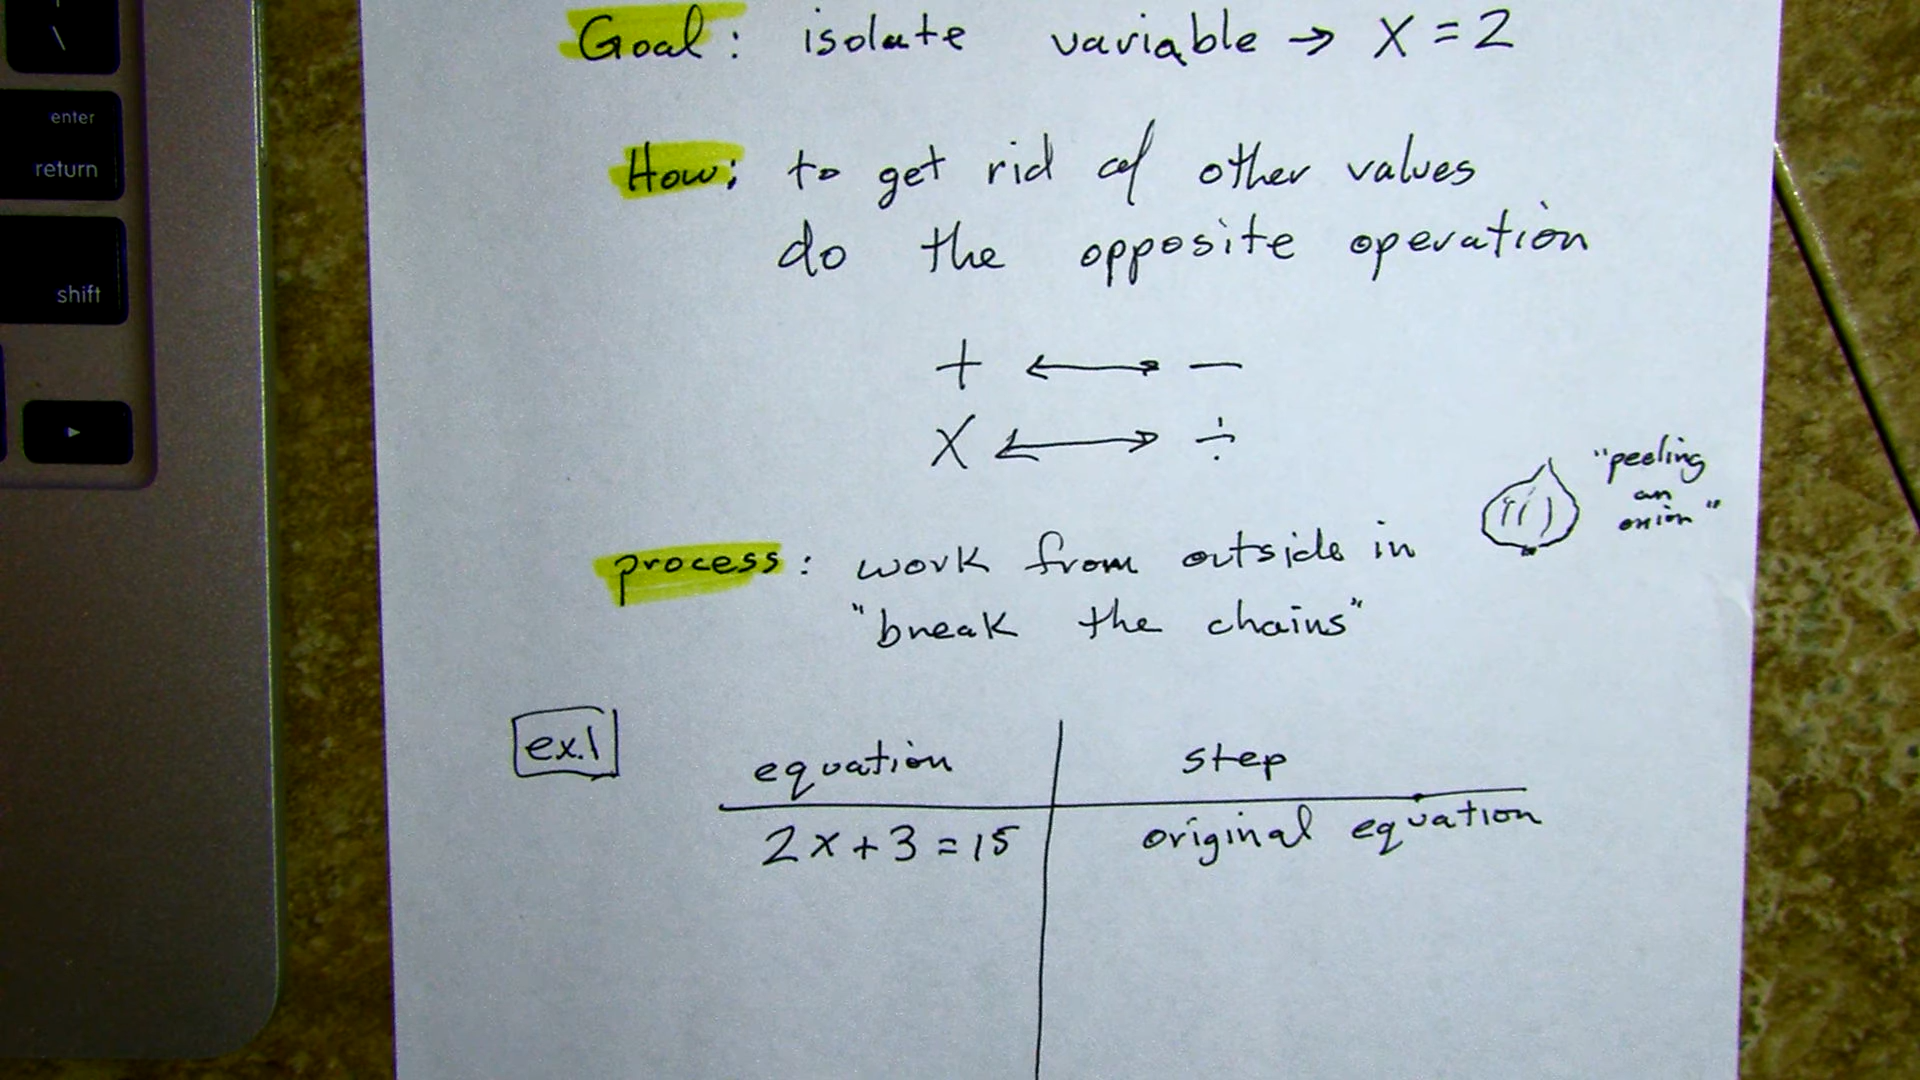 \
enter
return
shift
Goal: isolate variable → X = 2
How: to get rid of other values
do the opposite operation
+ ↔ −
X ↔ ÷
"peeling
an
onion"
process: work from outside in
"break the chains"
ex.1
equation step
2x+3=15 original equation